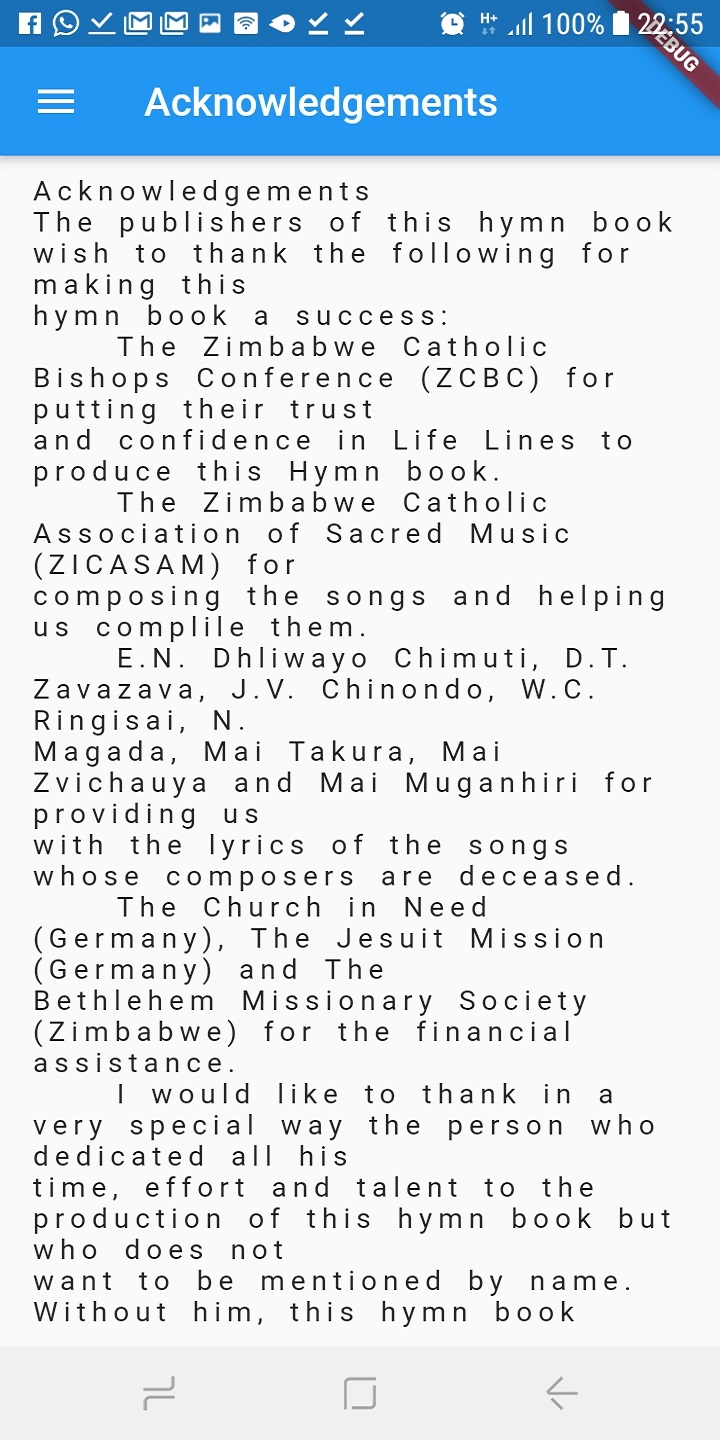 H+ 100% 22:55
DEBUG
Acknowledgements
Acknowledgements
The publishers of this hymn book
wish to thank the following for
making this
hymn book a success:
The Zimbabwe Catholic
Bishops Conference (ZCBC) for
putting their trust
and confidence in Life Lines to
produce this Hymn book.
The Zimbabwe Catholic
Association of Sacred Music
(ZICASAM) for
composing the songs and helping
us complile them.
E.N. Dhliwayo Chimuti, D.T.
Zavazava, J.V. Chinondo, W.C.
Ringisai, N.
Magada, Mai Takura, Mai
Zvichauya and Mai Muganhiri for
providing us
with the lyrics of the songs
whose composers are deceased.
The Church in Need
(Germany), The Jesuit Mission
(Germany) and The
Bethlehem Missionary Society
(Zimbabwe) for the financial
assistance.
I would like to thank in a
very special way the person who
dedicated all his
time, effort and talent to the
production of this hymn book but
who does not
want to be mentioned by name.
Without him, this hymn book